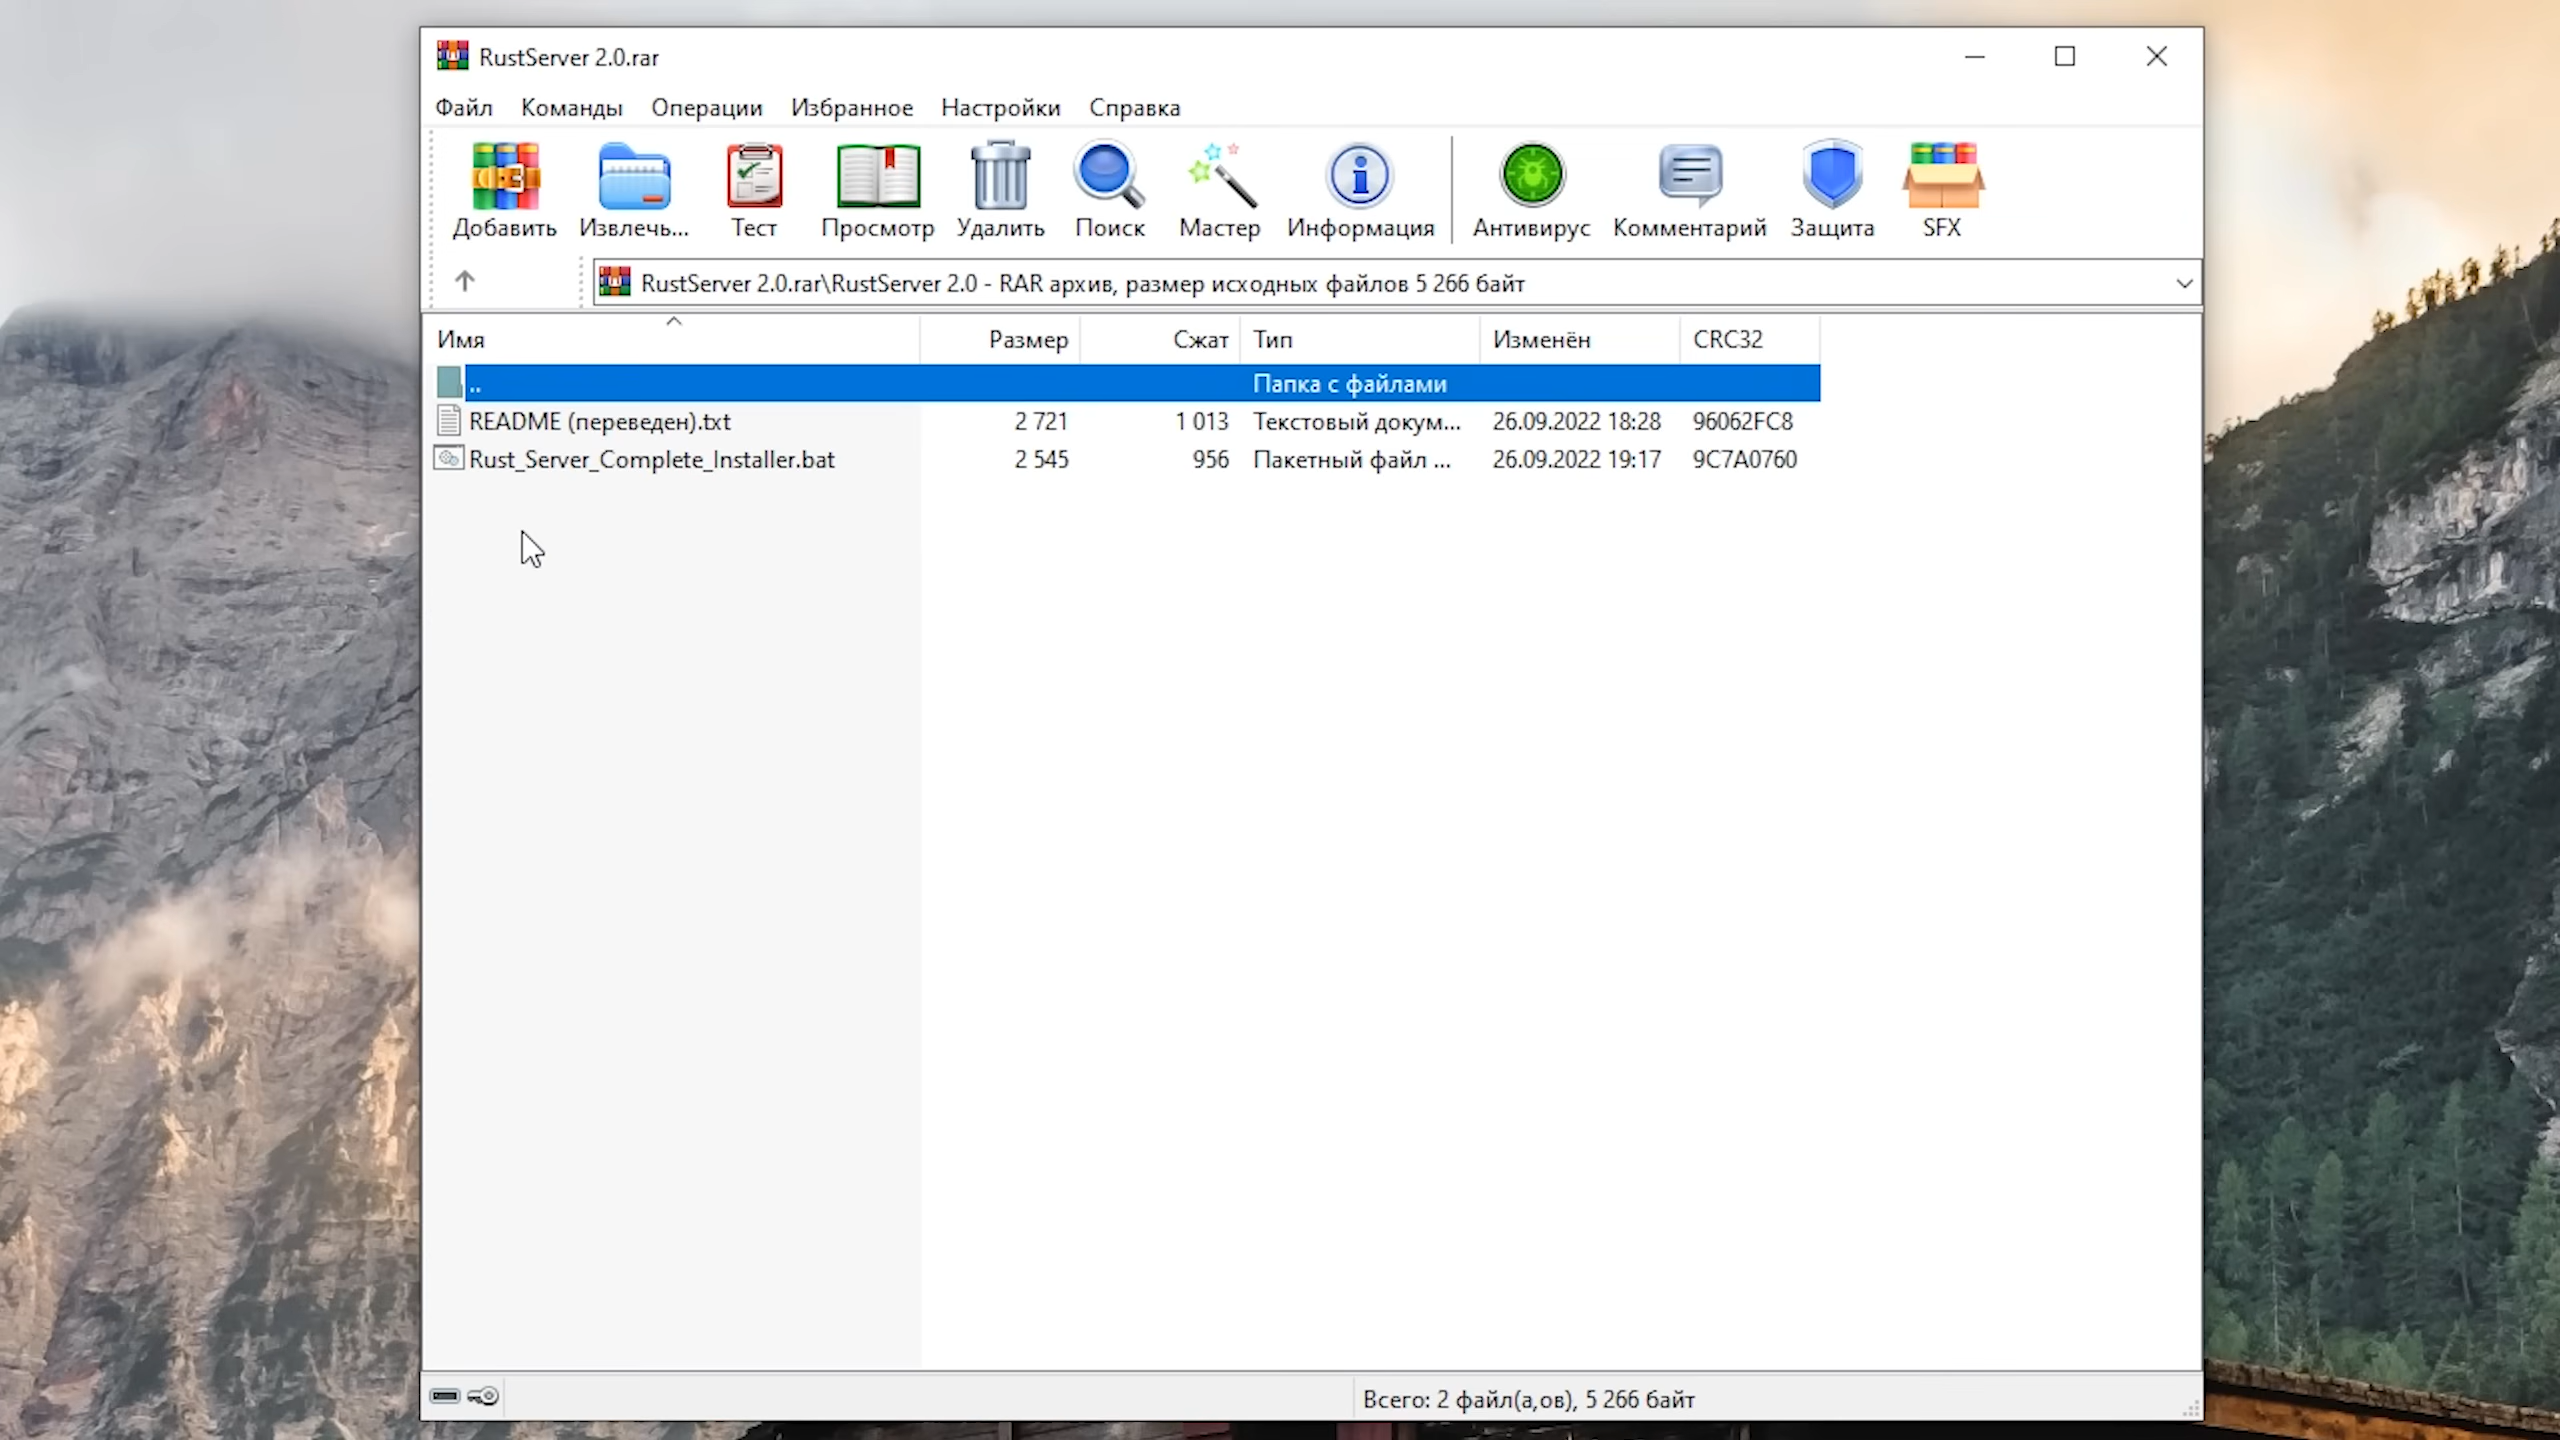 RustServer 2.0.rar
Файл Команды Операции Избранное Настройки Справка
Добавить Извлечь... Тест Просмотр Удалить Поиск Мастер Информация Антивирус Комментарий Защита SFX
RustServer 2.0.rar\RustServer 2.0 - RAR архив, размер исходных файлов 5 266 байт
Имя Размер Сжат Тип Изменён CRC32
.. Папка с файлами
README (переведен).txt 2 721 1 013 Текстовый докум... 26.09.2022 18:28 96062FC8
Rust_Server_Complete_Installer.bat 2 545 956 Пакетный файл ... 26.09.2022 19:17 9C7A0760
Всего: 2 файл(а,ов), 5 266 байт